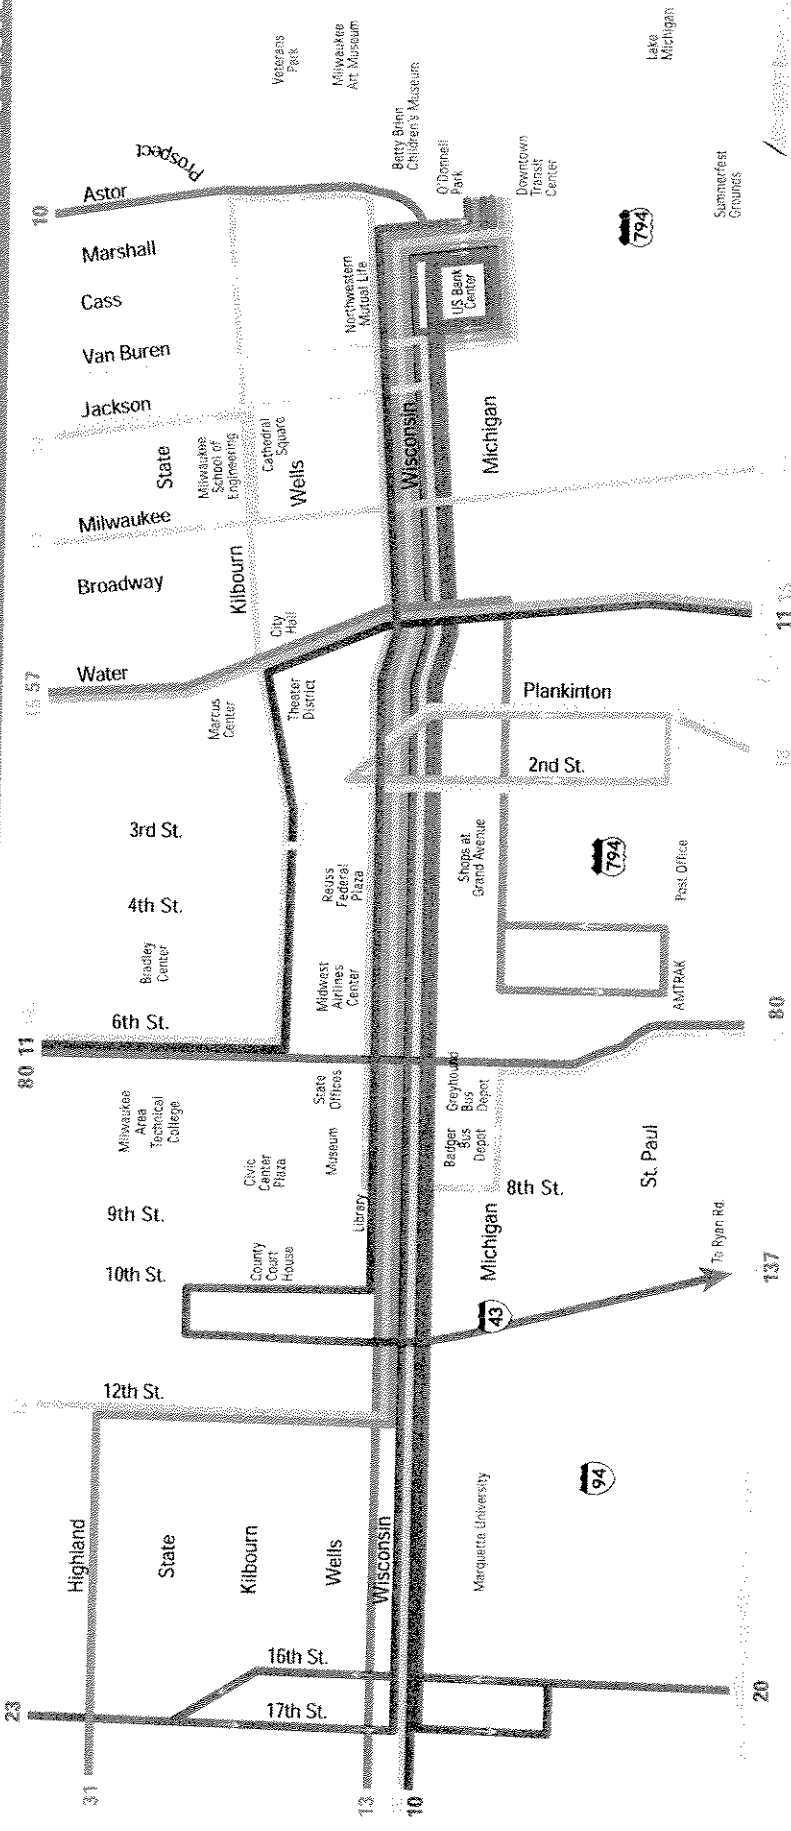 10
Astor
Prospect
Marshall
Cass
Van Buren
Jackson
Milwaukee
Broadway
Water
57
3rd St.
4th St.
6th St.
80 11
9th St.
10th St.
12th St.
Highland
23
31
13
10
State
Milwaukee
School of
Engineering
Cathedral
Square
Wells
Kilbourn
City
Hall
Marcus
Center
Theater
District
Bradley
Center
Milwaukee
Area
Technical
College
Civic
Center
Plaza
County
Court
House
State
Kilbourn
Wells
Wisconsin
16th St.
17th St.
Veterans
Park
Milwaukee
Art Museum
Betty Brinn
Children's Museum
O'Donnell
Park
Downtown
Transit
Center
Lake
Michigan
Summerfest
Grounds
Northwestern
Mutual Life
US Bank
Center
794
Wisconsin
Michigan
Reuss
Federal
Plaza
Midwest
Airlines
Center
State
Offices
Museum
Library
Plankinton
2nd St.
Shops at
Grand Avenue
794
Post Office
AMTRAK
Greyhound
Bus
Depot
Badger
Bus
Depot
8th St.
St. Paul
Michigan
43
To Ryan Rd.
Marquette University
94
11 15
80
137
20